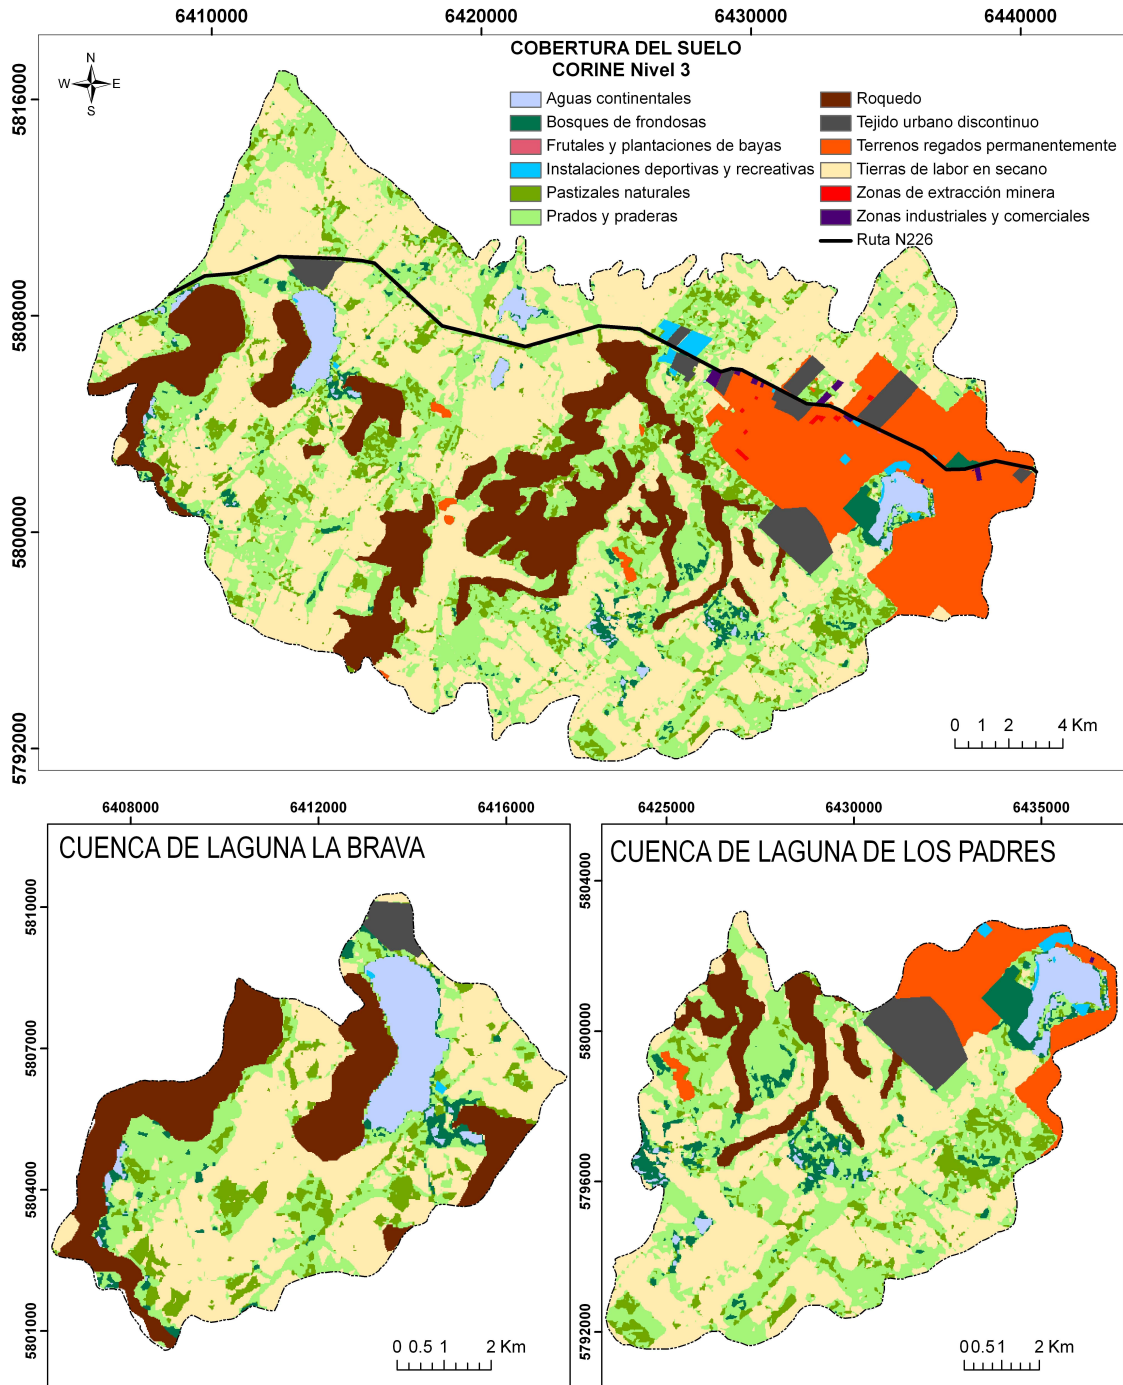 6410000 6420000 6430000 6440000
COBERTURA DEL SUELO
CORINE Nivel 3
N
W E
S
Aguas continentales
Bosques de frondosas
Frutales y plantaciones de bayas
Instalaciones deportivas y recreativas
Pastizales naturales
Prados y praderas
Roquedo
Tejido urbano discontinuo
Terrenos regados permanentemente
Tierras de labor en secano
Zonas de extracción minera
Zonas industriales y comerciales
Ruta N226
5816000
5808000
5800000
5792000
0 1 2 4 Km
6408000 6412000 6416000
CUENCA DE LAGUNA LA BRAVA
5810000
5807000
5804000
5801000
0 0.5 1 2 Km
6425000 6430000 6435000
CUENCA DE LAGUNA DE LOS PADRES
5804000
5800000
5796000
5792000
0 0.5 1 2 Km